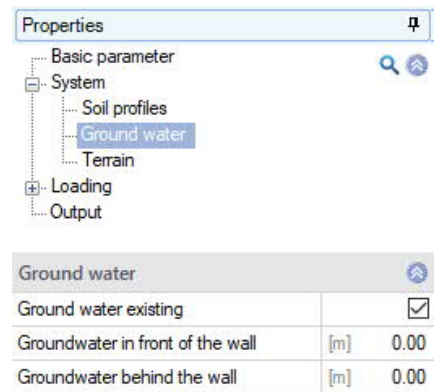 Properties
Basic parameter
System
Soil profiles
Ground water
Terrain
Loading
Output
Ground water
Ground water existing
Groundwater in front of the wall [m] 0.00
Groundwater behind the wall [m] 0.00